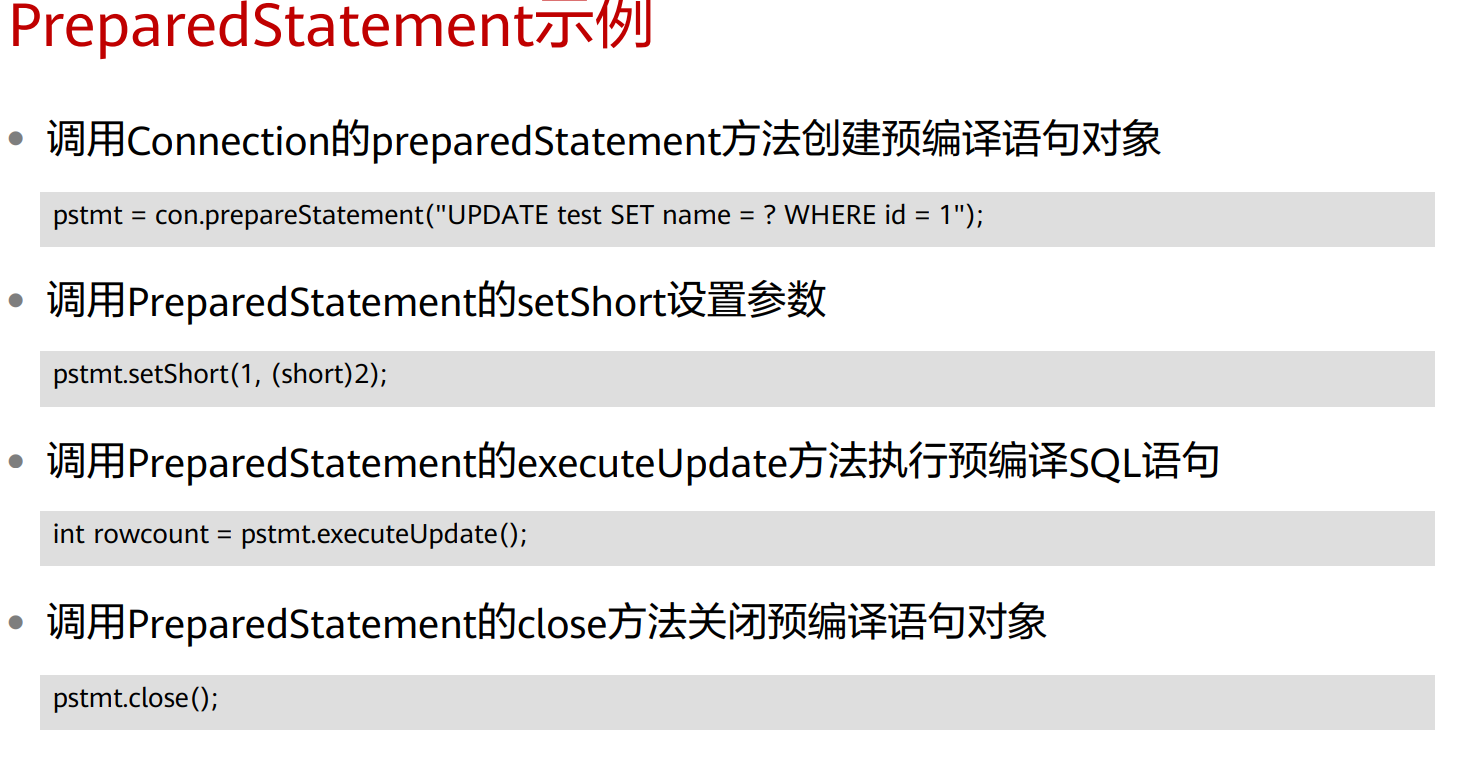 PreparedStatement示例
• 调用Connection的preparedStatement方法创建预编译语句对象
pstmt = con.prepareStatement("UPDATE test SET name = ? WHERE id = 1");
• 调用PreparedStatement的setShort设置参数
pstmt.setShort(1, (short)2);
• 调用PreparedStatement的executeUpdate方法执行预编译SQL语句
int rowcount = pstmt.executeUpdate();
• 调用PreparedStatement的close方法关闭预编译语句对象
pstmt.close();